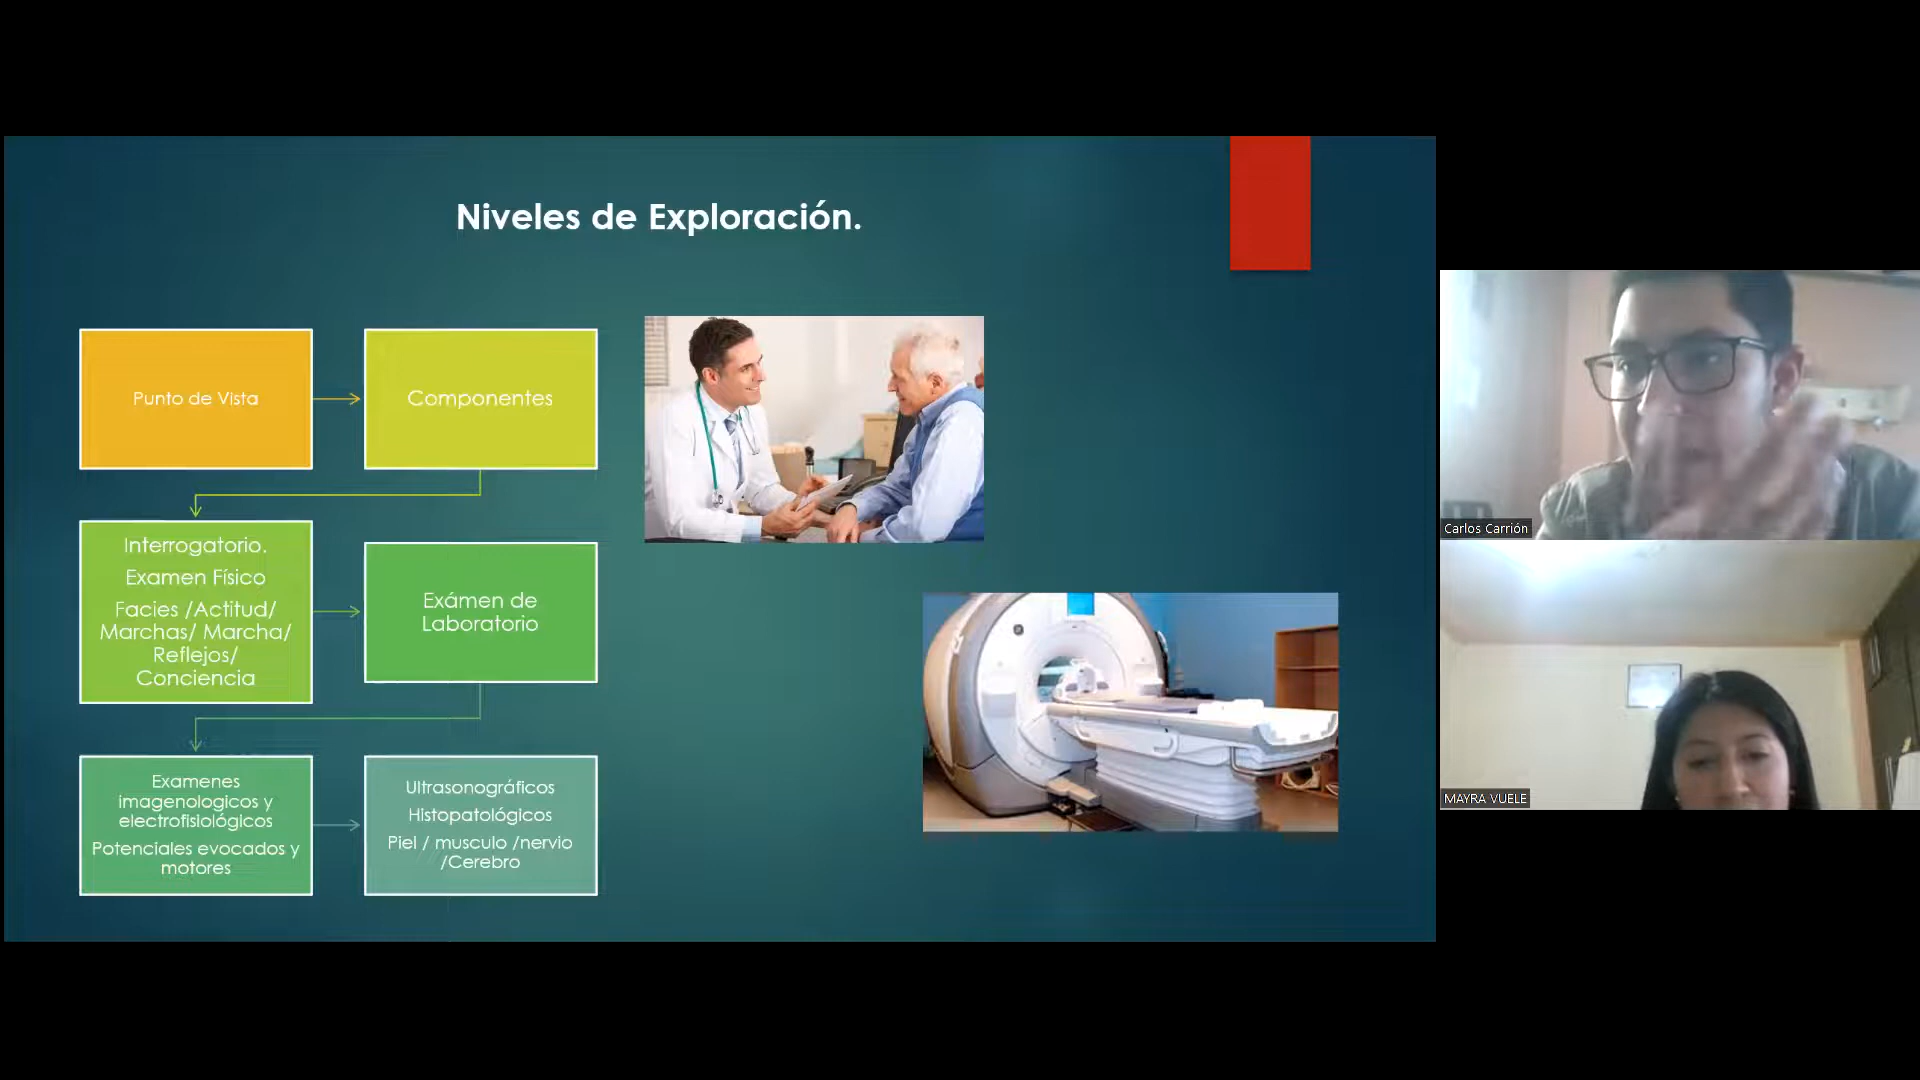 Niveles de Exploración.
Punto de Vista
Componentes
Interrogatorio.
Examen Físico
Facies /Actitud/
Marchas/ Marcha/
Reflejos/
Conciencia
Exámen de
Laboratorio
Examenes
imagenologicos y
electrofisiológicos
Potenciales evocados y
motores
Ultrasonográficos
Histopatológicos
Piel / musculo /nervio
/Cerebro
Carlos Carrión
MAYRA VUELE